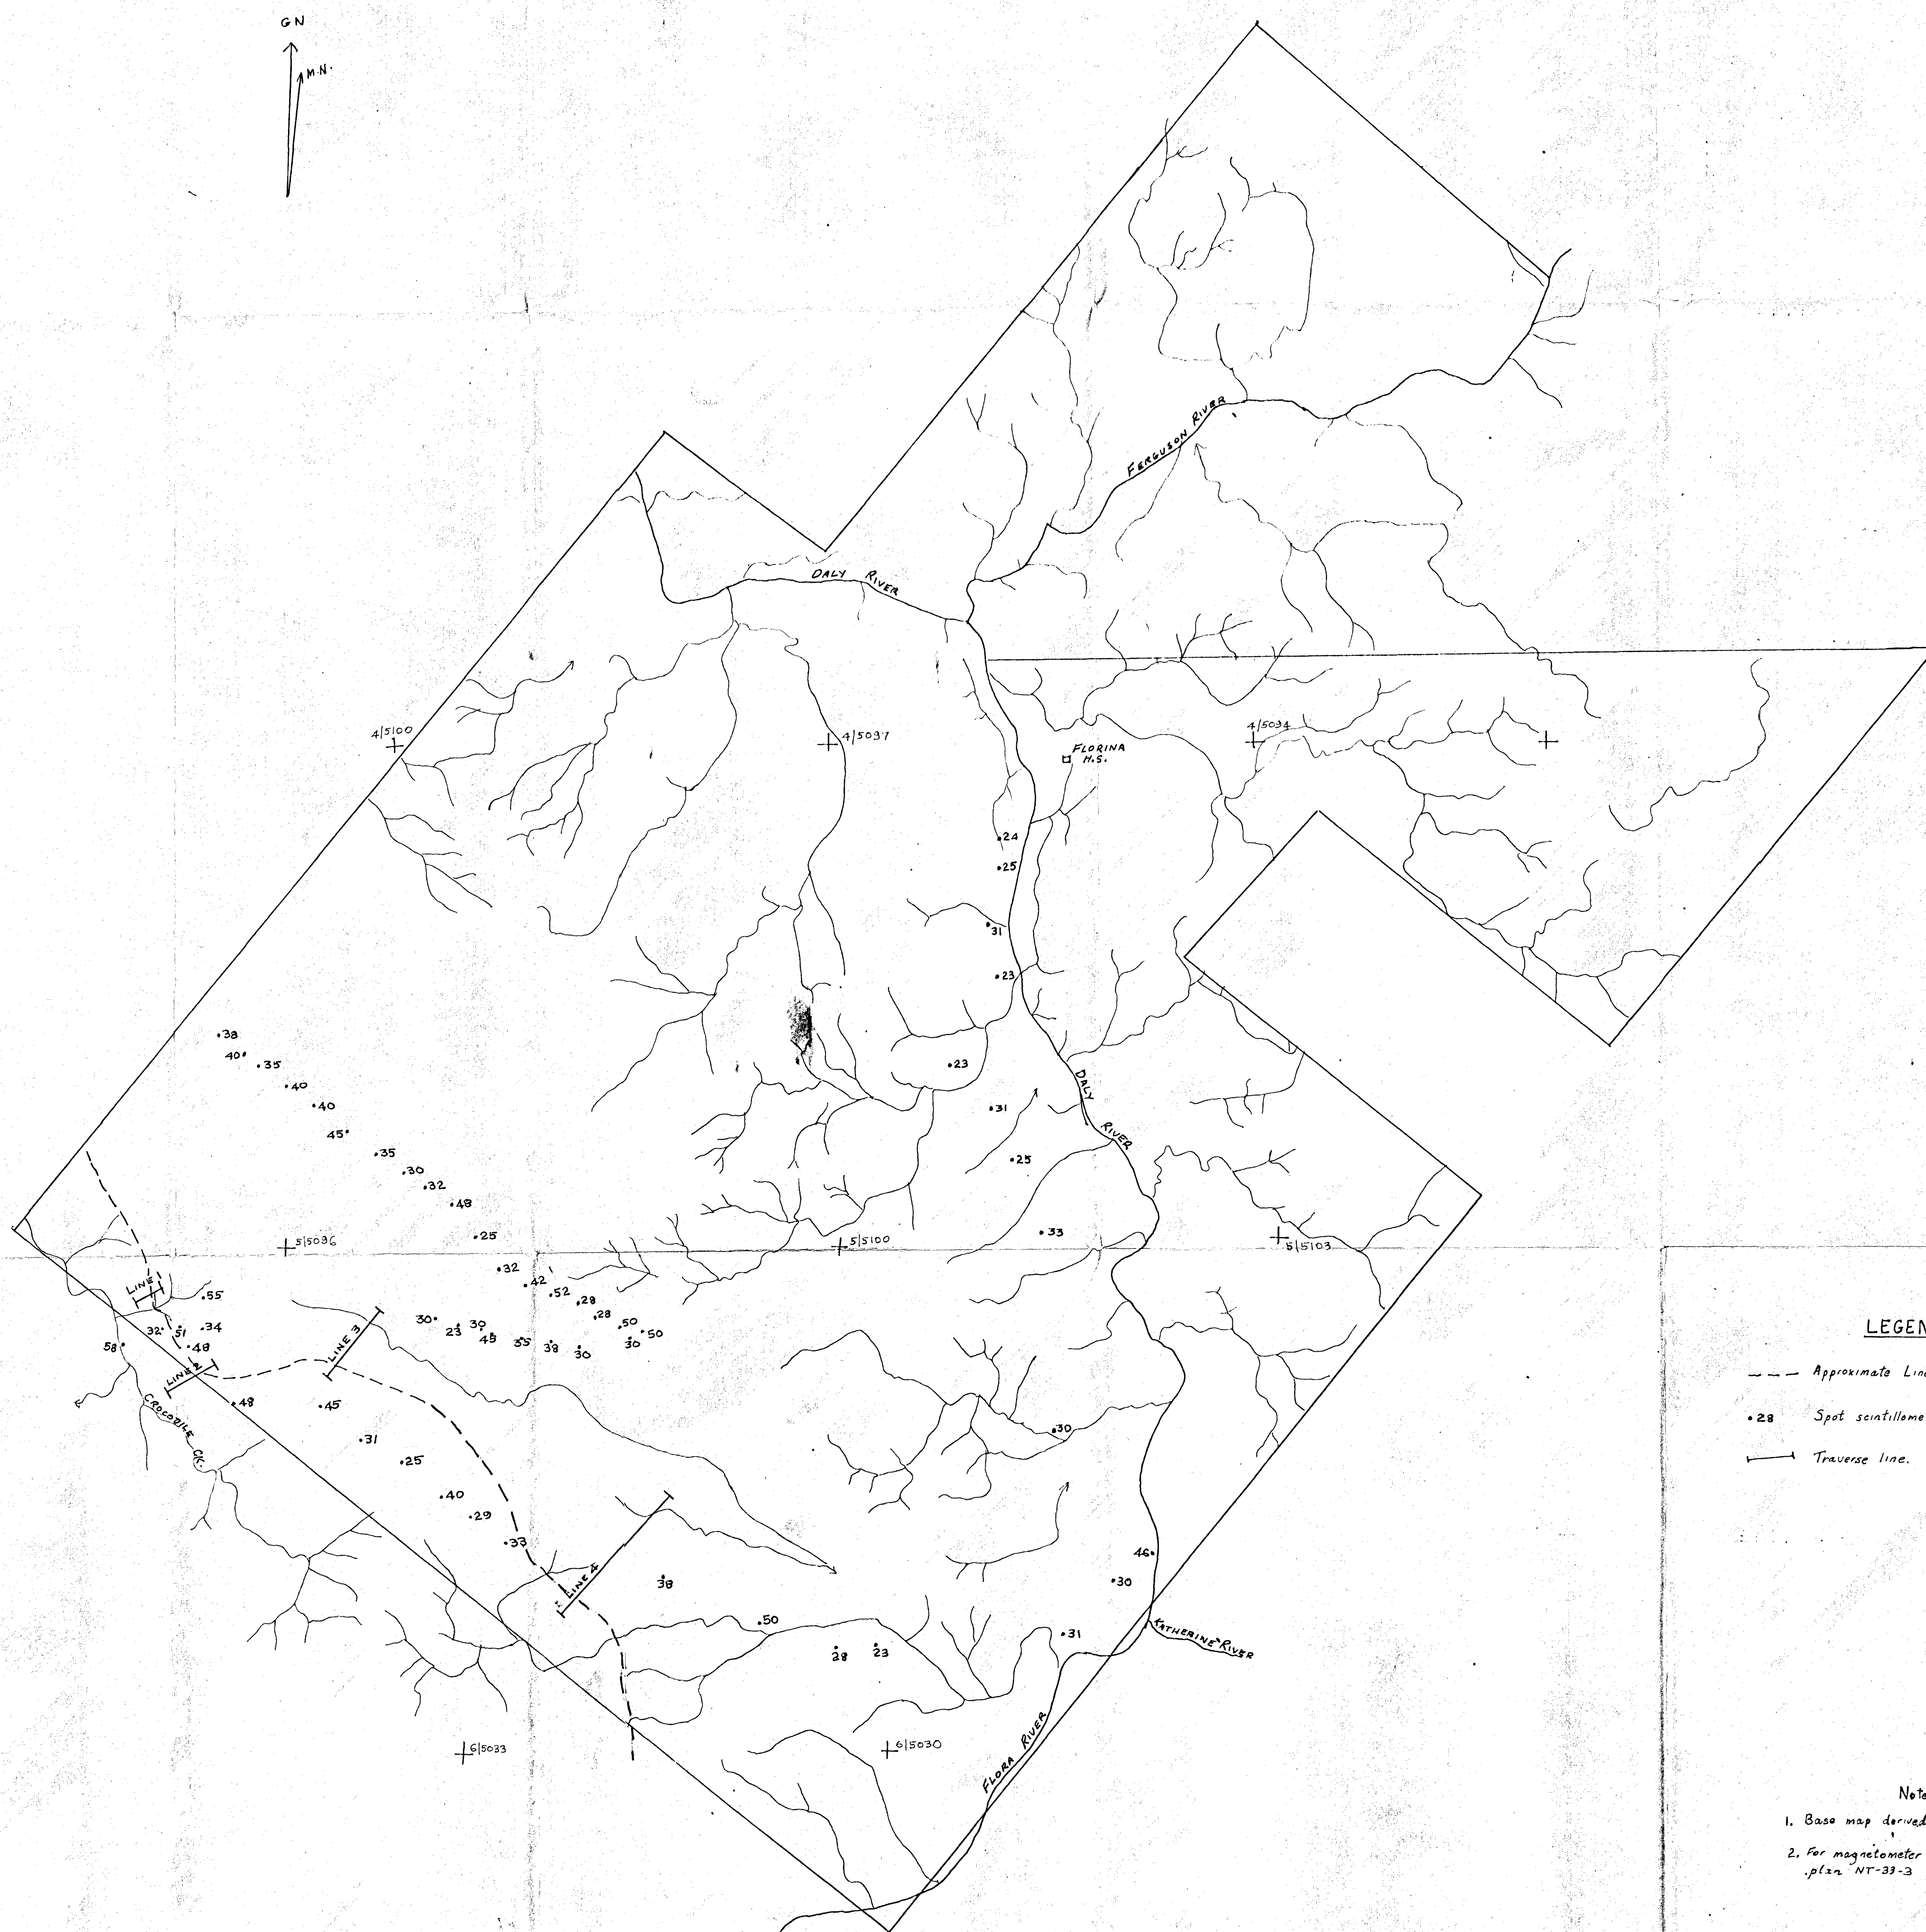 GN
M.N.
FERGUSON RIVER
DALY RIVER
4/5100
4/5097
4/5094
FLORINA
H.S.
.24
.25
.31
.23
.38
40.
.35
.40
.40
45.
.35
.30
.32
.48
.25
.23
.31
.25
.33
DALY RIVER
5/5096
5/5100
5/5103
.32
.42
.52
.28
.28
.50
.50
30
LINE 1
.55
32.
51
.34
.48
58.
LINE 2
LINE 3
30.
23
30
45
55
38
30
CROCODILE CK.
.48
.45
.31
.25
.40
.29
.33
.30
LINE 4
38
46.
.30
.50
28
23
.31
KATHERINE RIVER
FLORA RIVER
6/5033
6/5030
LEGEN
Approximate Lin
.28 Spot scintillome
Traverse line.
Note
1. Base map derived
2. For magnetometer
plan NT-39-3